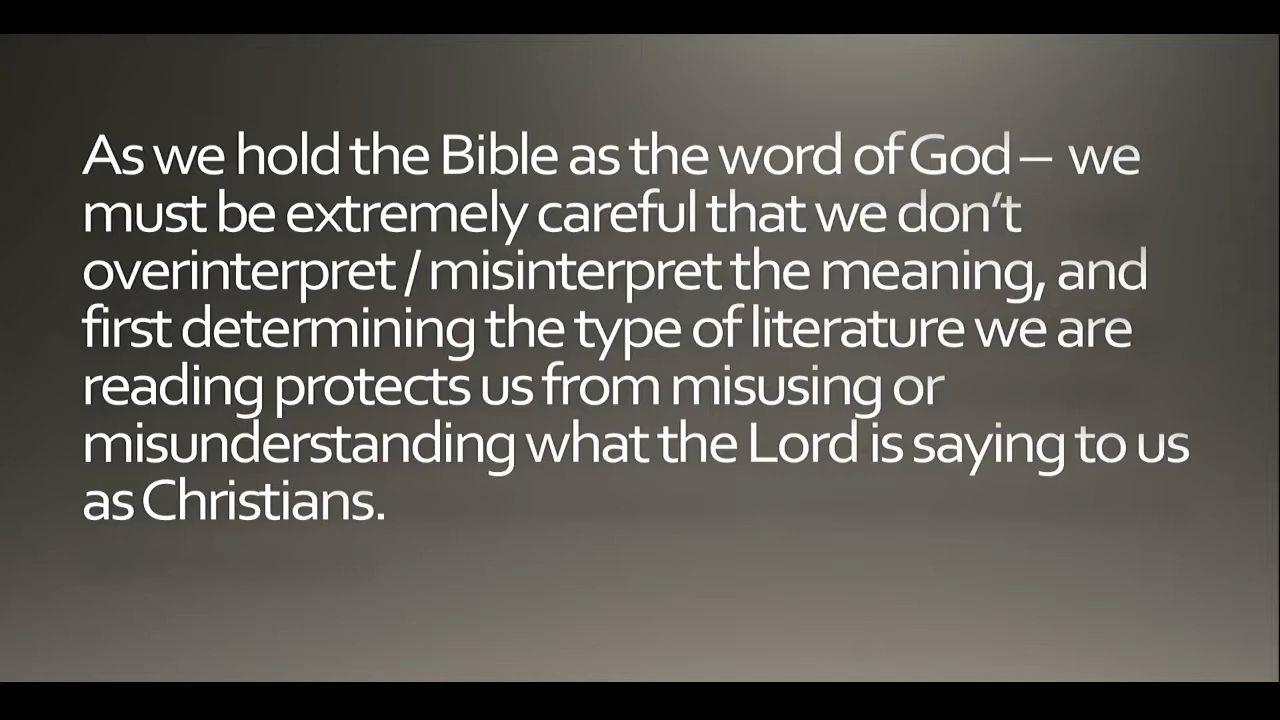 As we hold the Bible as the word of God – we
must be extremely careful that we don’t
overinterpret / misinterpret the meaning, and
first determining the type of literature we are
reading protects us from misusing or
misunderstanding what the Lord is saying to us
as Christians.